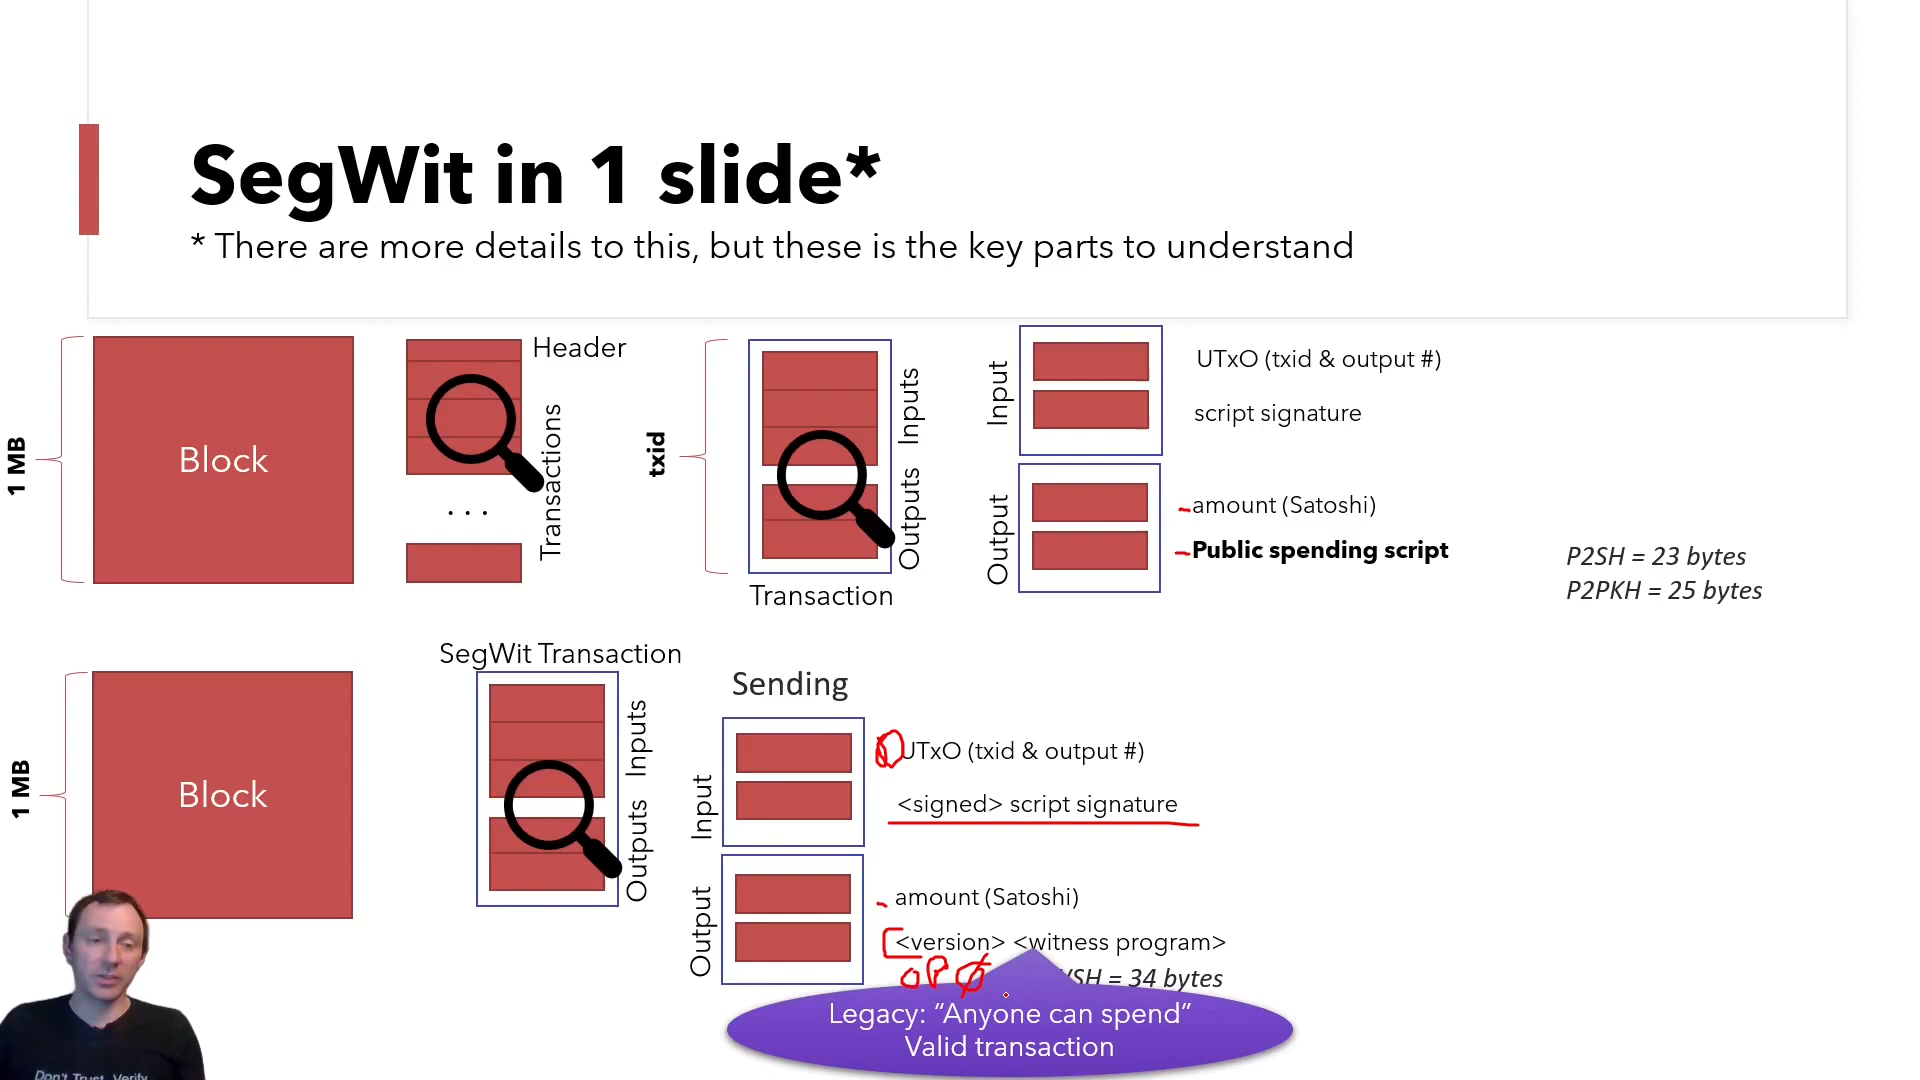 SegWit in 1 slide*
* There are more details to this, but these is the key parts to understand
1 MB
Block
Header
Transactions
. . .
txid
Inputs
Outputs
Transaction
Input
UTxO (txid & output #)
script signature
Output
amount (Satoshi)
Public spending script
P2SH = 23 bytes
P2PKH = 25 bytes
1 MB
Block
SegWit Transaction
Inputs
Outputs
Sending
Input
UTxO (txid & output #)
<signed> script signature
Output
amount (Satoshi)
<version> <witness program>
OP 0
= 34 bytes
Legacy: “Anyone can spend”
Valid transaction
Don't Trust. Verify